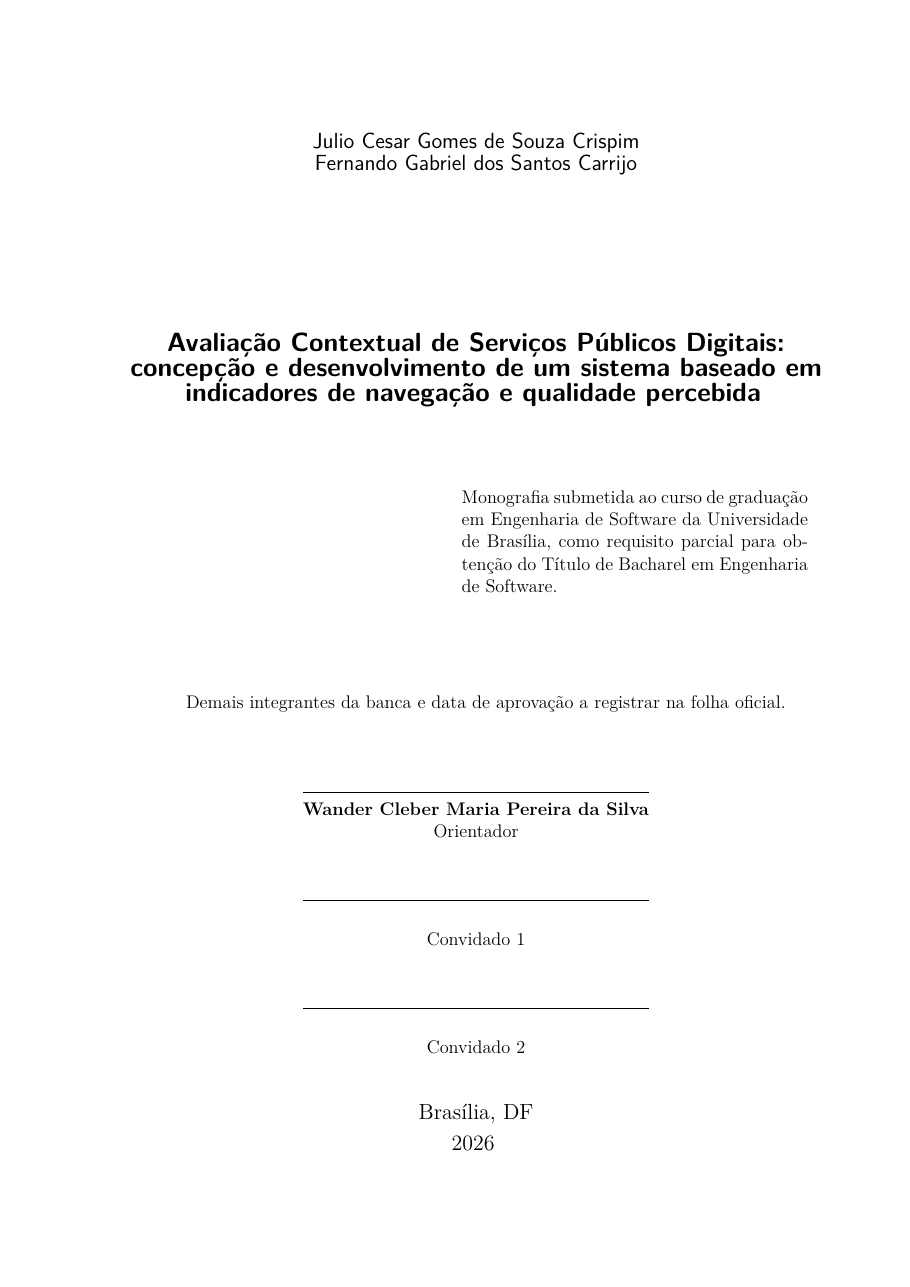 Julio Cesar Gomes de Souza Crispim
Fernando Gabriel dos Santos Carrijo
Avaliação Contextual de Serviços Públicos Digitais:
concepção e desenvolvimento de um sistema baseado em
indicadores de navegação e qualidade percebida
Monografia submetida ao curso de graduação
em Engenharia de Software da Universidade
de Brasília, como requisito parcial para ob-
tenção do Título de Bacharel em Engenharia
de Software.
Demais integrantes da banca e data de aprovação a registrar na folha oficial.
Wander Cleber Maria Pereira da Silva
Orientador
Convidado 1
Convidado 2
Brasília, DF
2026